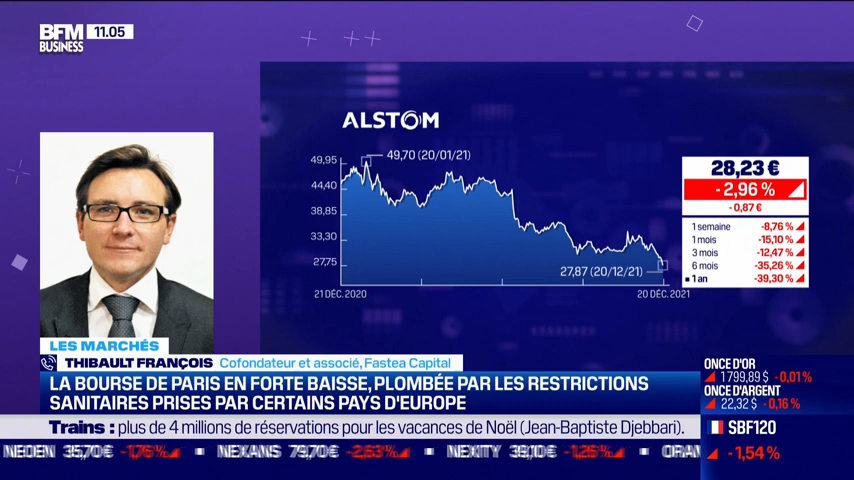 BFM 11.05
BUSINESS
ALSTOM
49,70 (20/01/21)
49,95
44,40
38,85
33,30
27,75
27,87 (20/12/21)
21 DÉC. 2020
20 DÉC. 2021
28,23 €
-2,96 %
-0,87 €
1 semaine -8,76 %
1 mois -15,10 %
3 mois -12,47 %
6 mois -35,26 %
1 an -39,30 %
LES MARCHÉS
THIBAULT FRANÇOIS Cofondateur et associé, Fastea Capital
LA BOURSE DE PARIS EN FORTE BAISSE, PLOMBÉE PAR LES RESTRICTIONS
SANITAIRES PRISES PAR CERTAINS PAYS D'EUROPE
Trains : plus de 4 millions de réservations pour les vacances de Noël (Jean-Baptiste Djebbari).
ONCE D'OR
1 799,89 $ -0,01 %
ONCE D'ARGENT
22,32 $ -0,16 %
SBF120
-1,54 %
NEOEN 35,70€ -1,76% NEXANS 79,70€ -2,63% NEXITY 39,10€ -1,26% ORAN